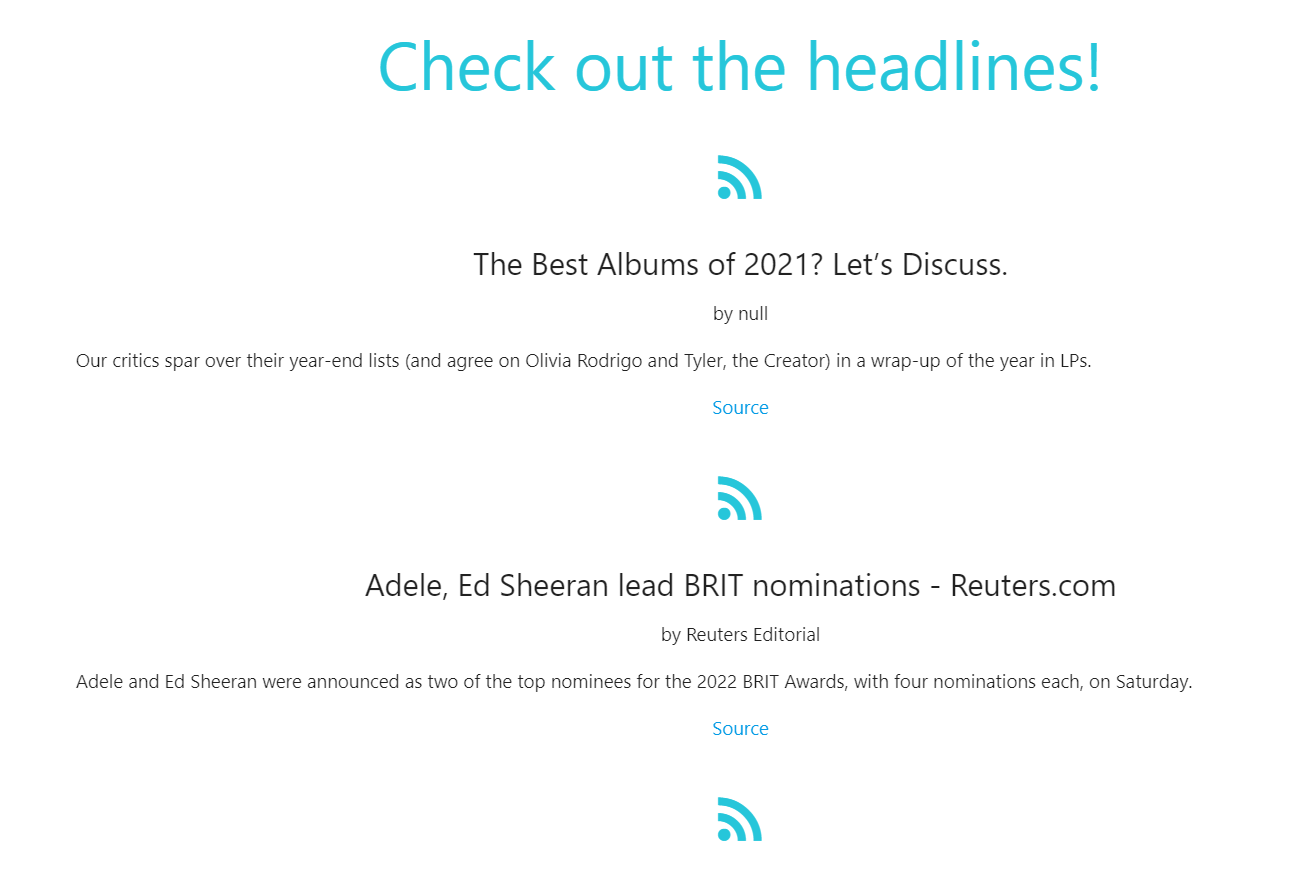 Check out the headlines!
The Best Albums of 2021? Let’s Discuss.
by null
Our critics spar over their year-end lists (and agree on Olivia Rodrigo and Tyler, the Creator) in a wrap-up of the year in LPs.
Source
Adele, Ed Sheeran lead BRIT nominations - Reuters.com
by Reuters Editorial
Adele and Ed Sheeran were announced as two of the top nominees for the 2022 BRIT Awards, with four nominations each, on Saturday.
Source